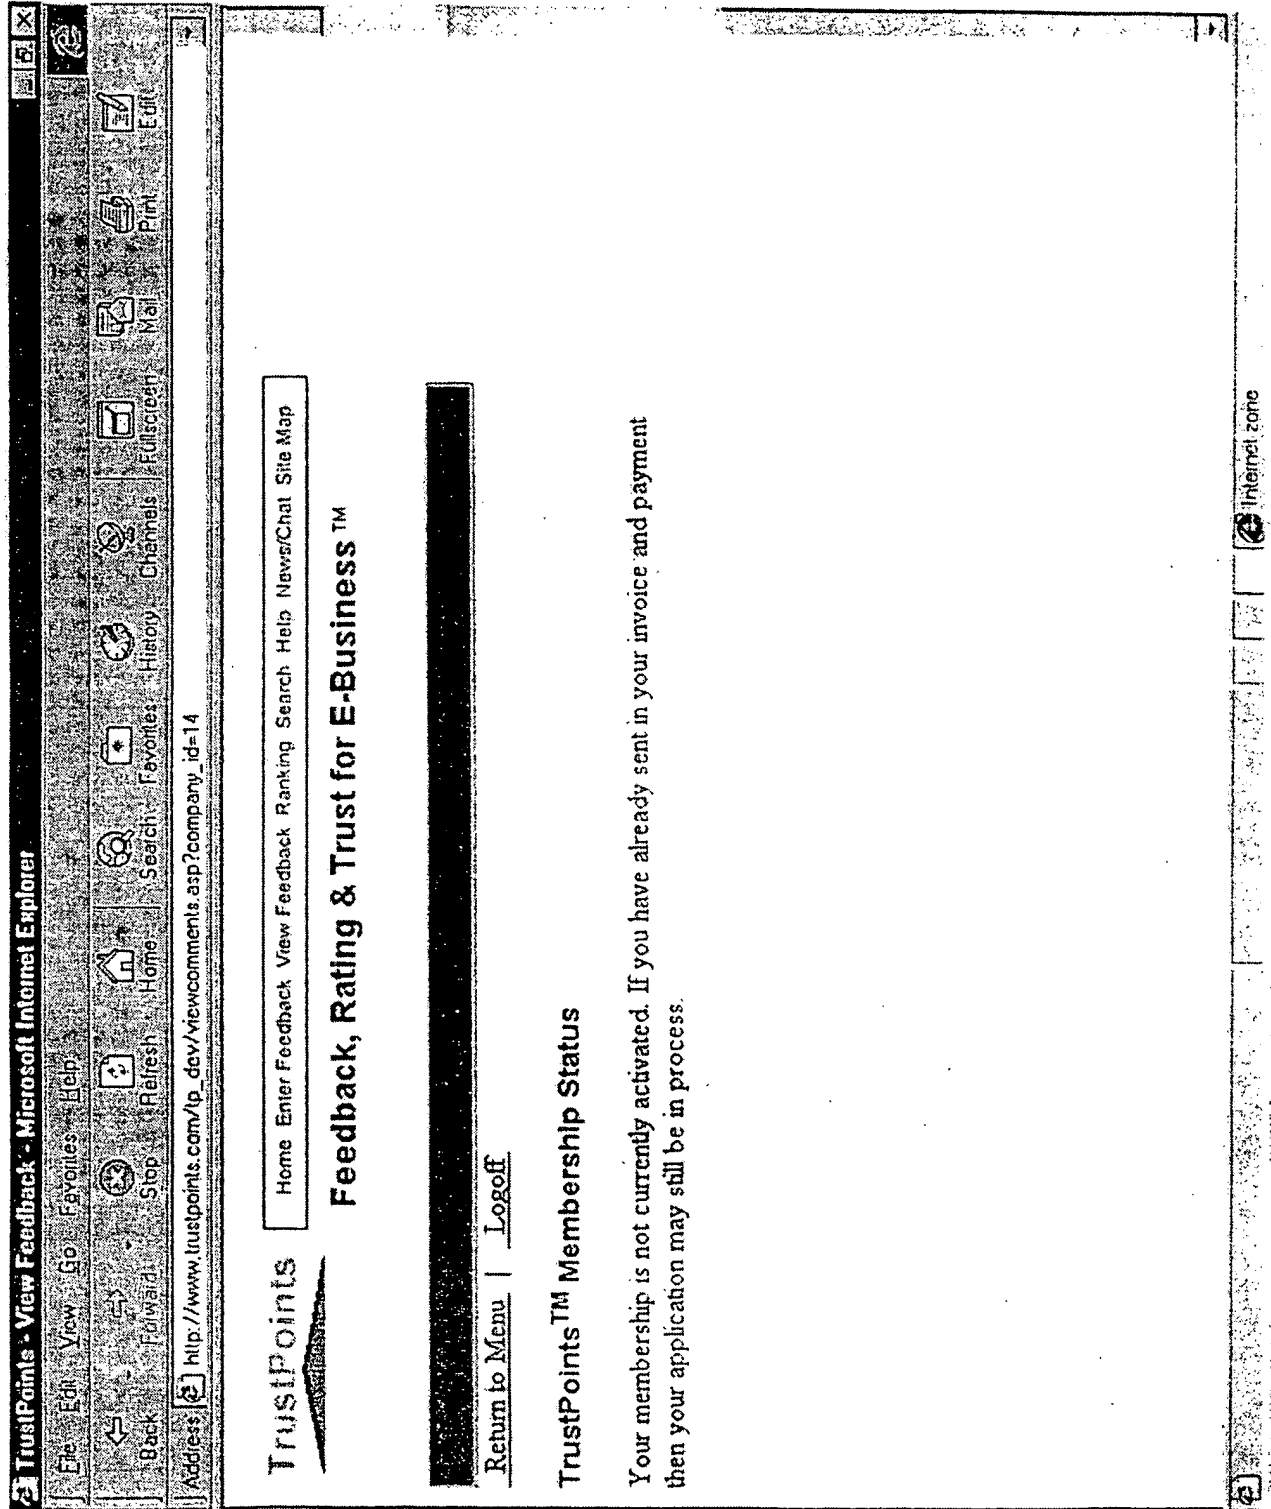 TrustPoints - View Feedback - Microsoft Internet Explorer
File Edit View Go Favorites Help
Back Forward Stop Refresh Home Search Favorites History Channels Fullscreen Mail Print Edit
Address http://www.trustpoints.com/tp_dev/viewcomments.asp?company_id=14
TrustPoints
Home Enter Feedback View Feedback Ranking Search Help News/Chat Site Map
Feedback, Rating & Trust for E-Business™
Return to Menu | Logoff
TrustPoints™ Membership Status
Your membership is not currently activated. If you have already sent in your invoice and payment
then your application may still be in process.
Internet zone